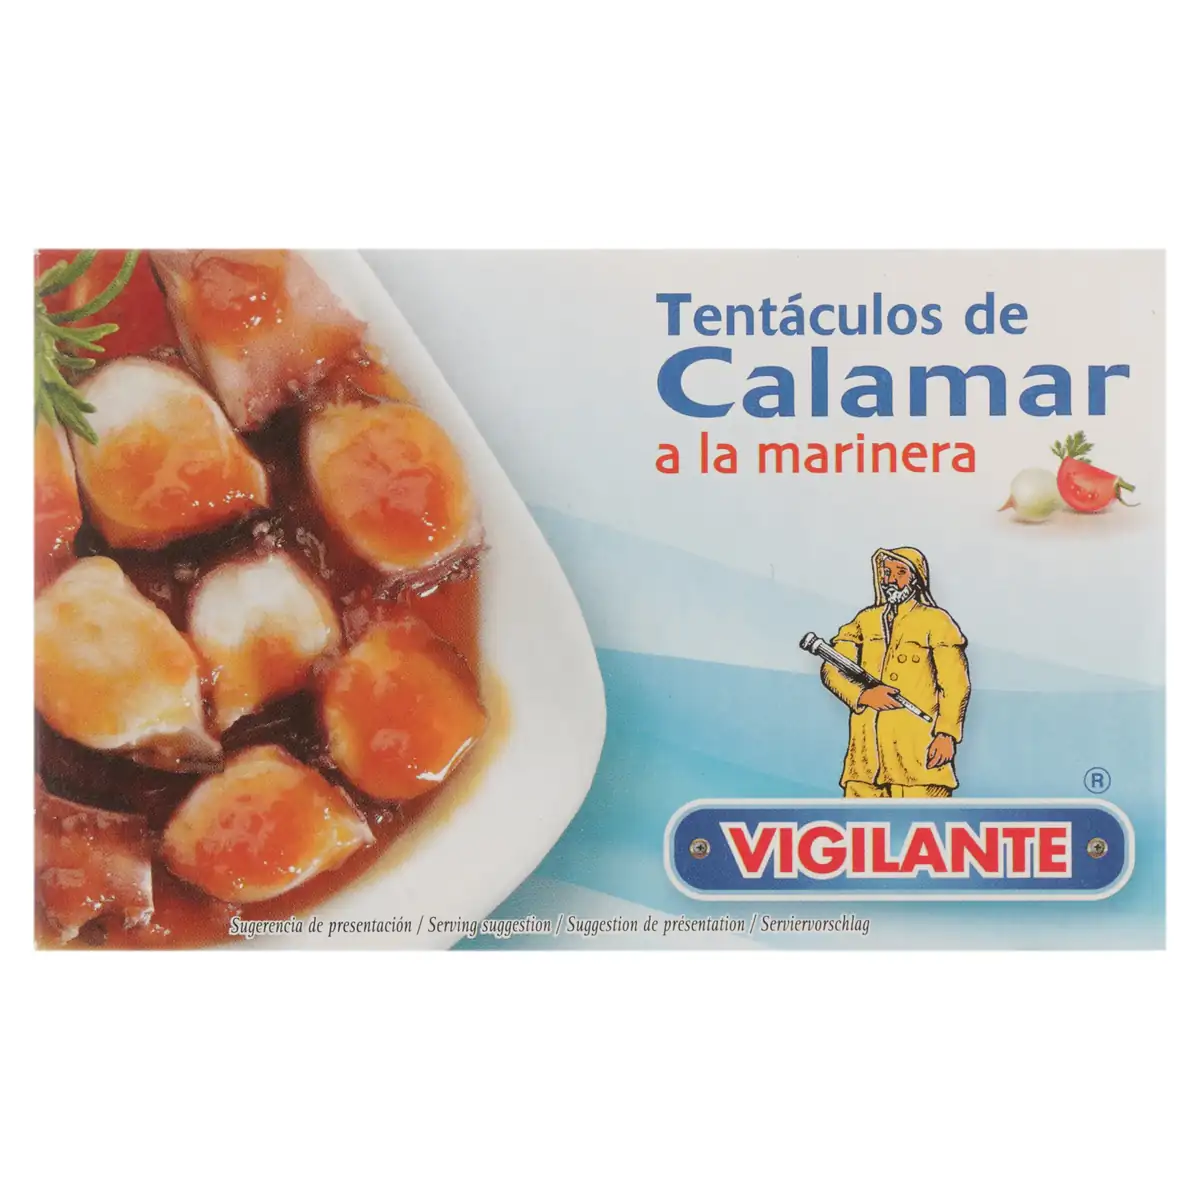 Tentáculos de
Calamar
a la marinera
®
VIGILANTE
Sugerencia de presentación / Serving suggestion / Suggestion de présentation / Serviervorschlag